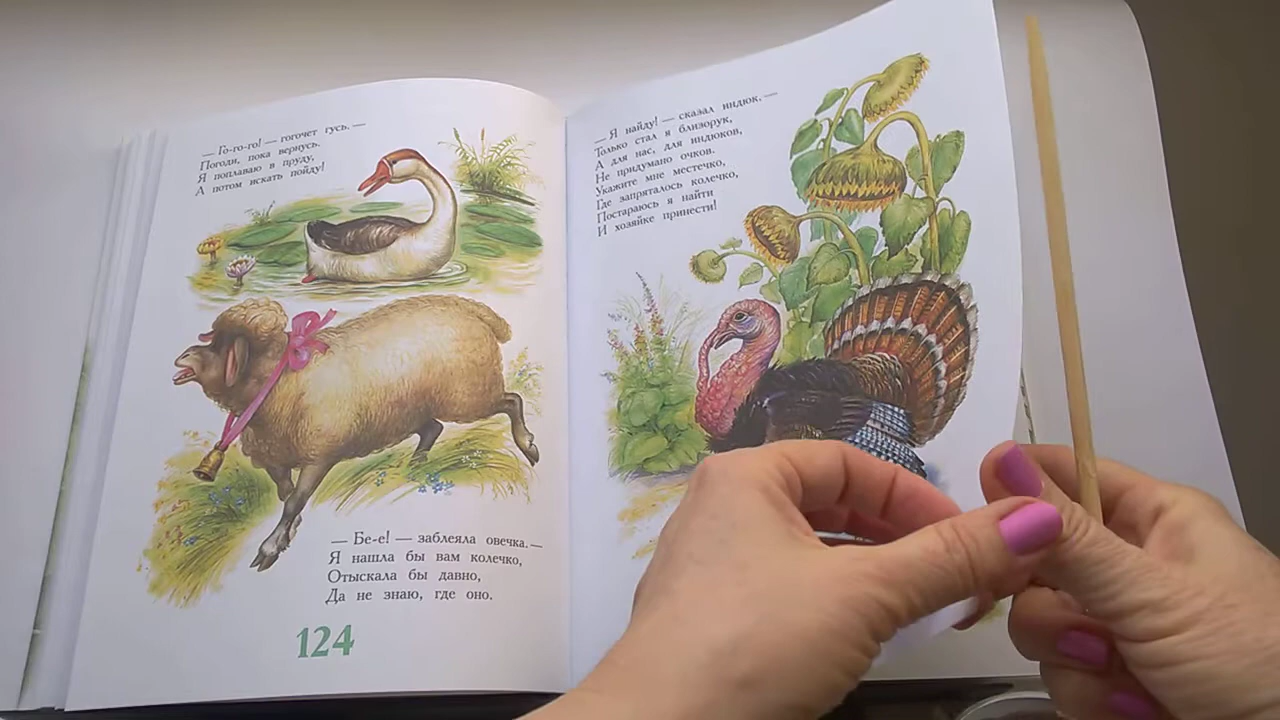 — Го-го-го! — гогочет гусь. —
Погоди, пока вернусь.
Я поплаваю в пруду,
А потом искать пойду!
— Бе-е! — заблеяла овечка. —
Я нашла бы вам колечко,
Отыскала бы давно,
Да не знаю, где оно.
124
— Я найду! — сказал индюк. —
Только стал я близорук,
А для нас, для индюков,
Не придумано очков.
Укажите мне местечко,
Где запряталось колечко,
Постараюсь я найти
И хозяйке принести!